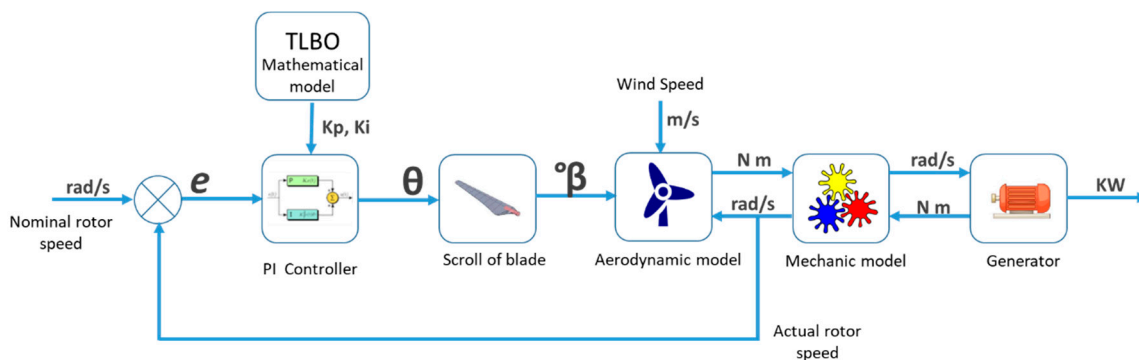 TLBO
Mathematical
model
Wind Speed
Kp, Ki
m/s
rad/s
e
θ
°β
N m
rad/s
KW
Nominal rotor
speed
P
I
Σ
rad/s
N m
PI Controller
Scroll of blade
Aerodynamic model
Mechanic model
Generator
Actual rotor
speed